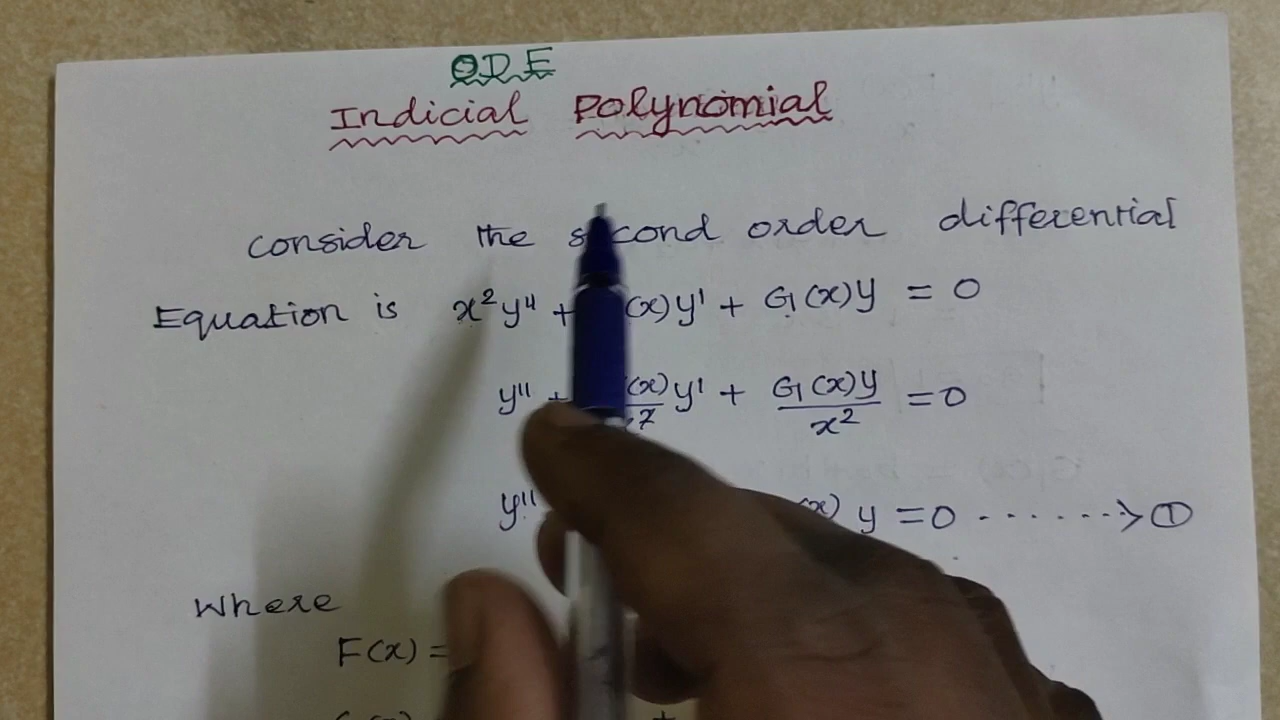 ODE
Indicial Polynomial
consider the second order differential
Equation is x²y'' + (x)y' + G(x)y = 0
y'' + (x) y' + G(x)y / x² = 0
y'' (x) y = 0 ......> ①
Where
F(x) =